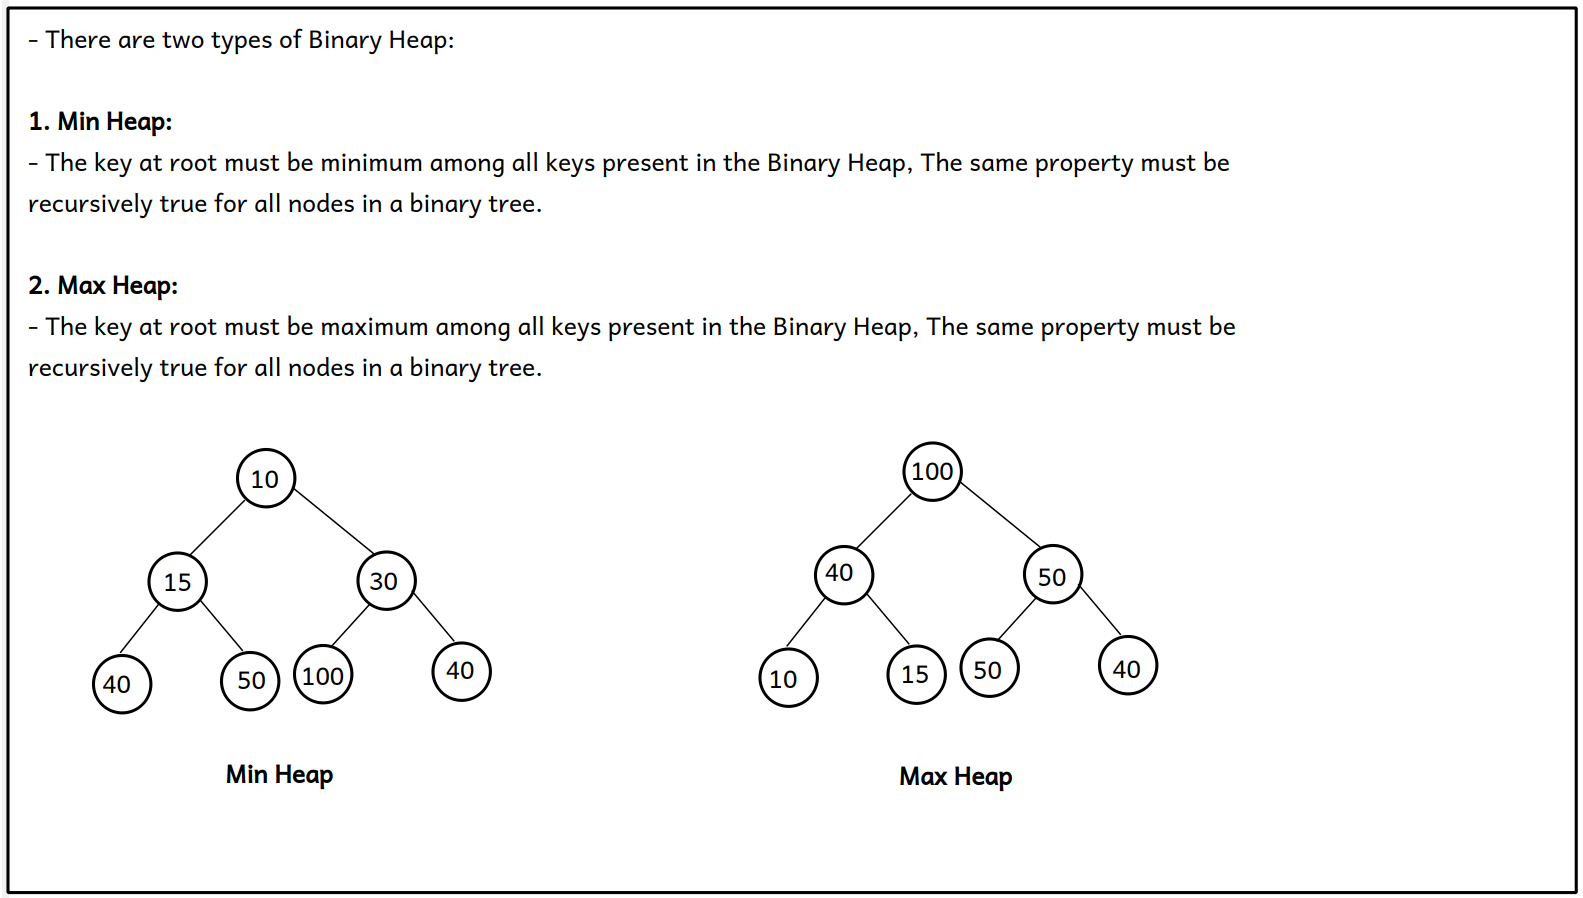 - There are two types of Binary Heap:
1. Min Heap:
- The key at root must be minimum among all keys present in the Binary Heap, The same property must be
recursively true for all nodes in a binary tree.
2. Max Heap:
- The key at root must be maximum among all keys present in the Binary Heap, The same property must be
recursively true for all nodes in a binary tree.
10
15 30
40 50 100 40
Min Heap
100
40 50
10 15 50 40
Max Heap